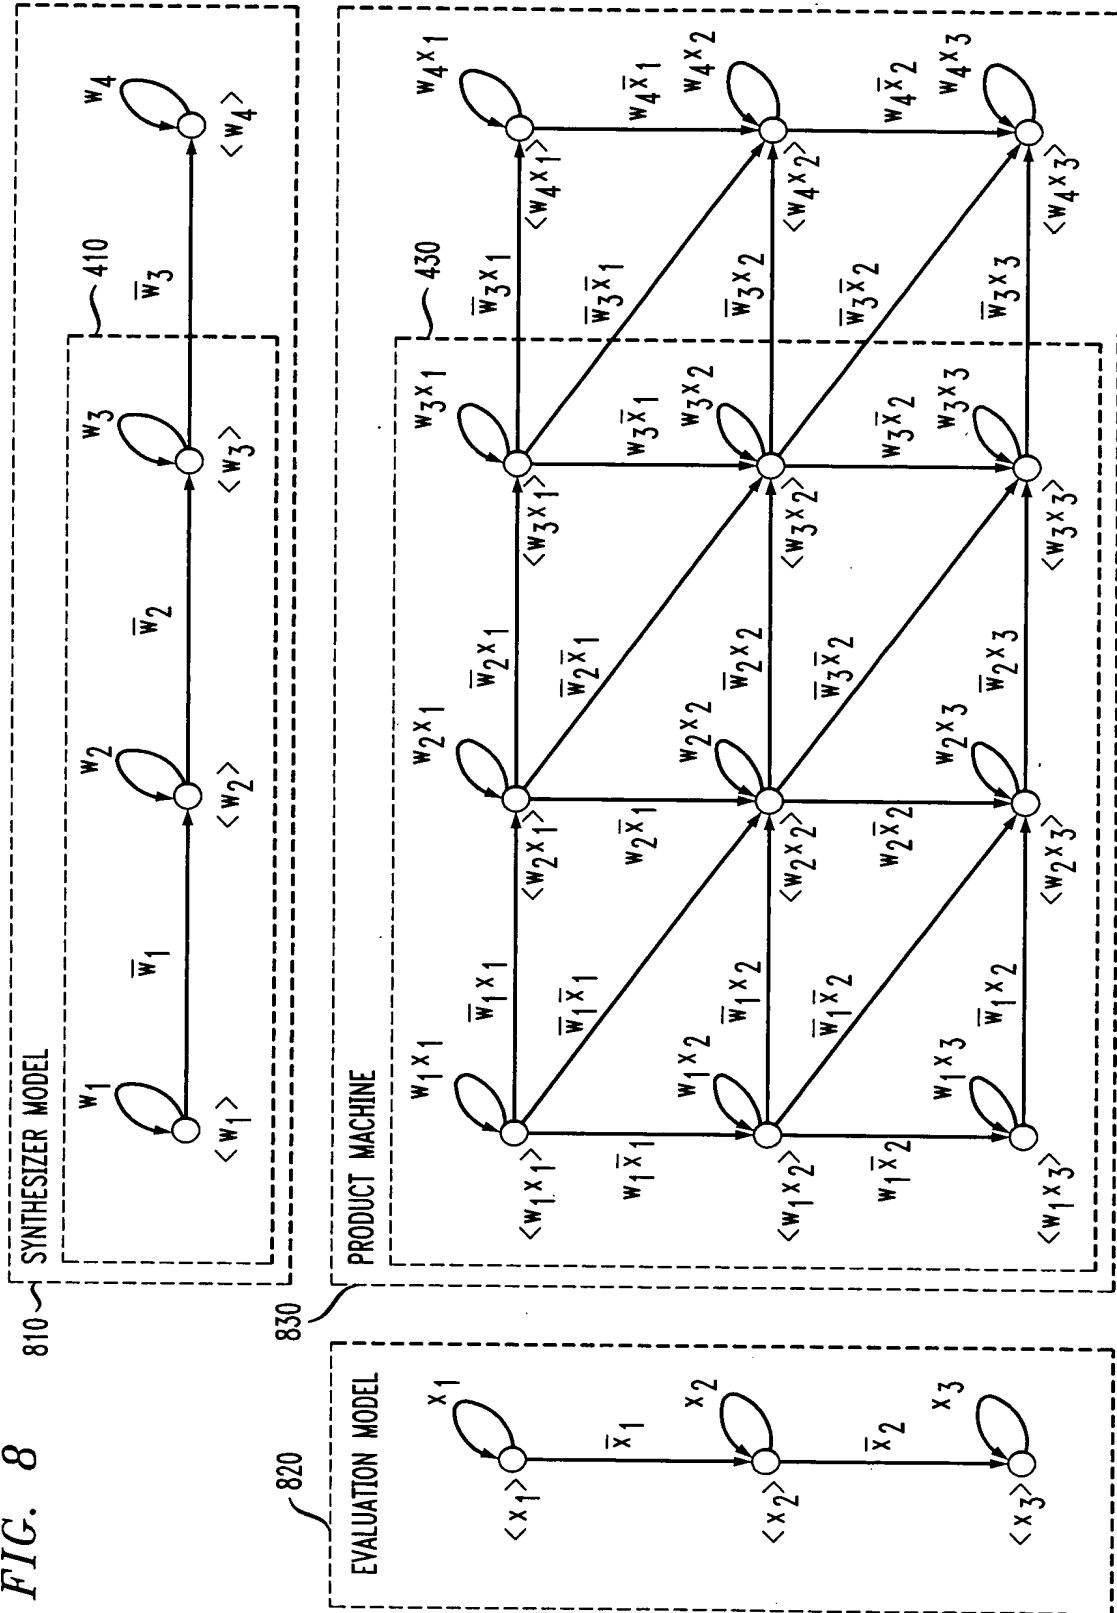 FIG. 8
810
SYNTHESIZER MODEL
410
w1
w2
w3
w4
w̅1
w̅2
w̅3
<w1>
<w2>
<w3>
<w4>
820
EVALUATION MODEL
x1
<x1>
x̅1
x2
<x2>
x̅2
x3
<x3>
830
PRODUCT MACHINE
430
w1x1
w2x1
w3x1
w4x1
w̅1x1
w̅2x1
w̅3x1
<w1x1>
<w2x1>
<w3x1>
<w4x1>
w1x̅1
w̅1x̅1
w2x̅1
w̅2x̅1
w3x̅1
w̅3x̅1
w4x̅1
w1x2
w2x2
w3x2
w4x2
w̅1x2
w̅2x2
w̅3x2
<w1x2>
<w2x2>
<w3x2>
<w4x2>
w1x̅2
w̅1x̅2
w2x̅2
w̅3x̅2
w3x̅2
w̅3x̅2
w4x̅2
w1x3
w2x3
w3x3
w4x3
w̅1x2
w̅2x3
w̅3x3
<w1x3>
<w2x3>
<w3x3>
<w4x3>